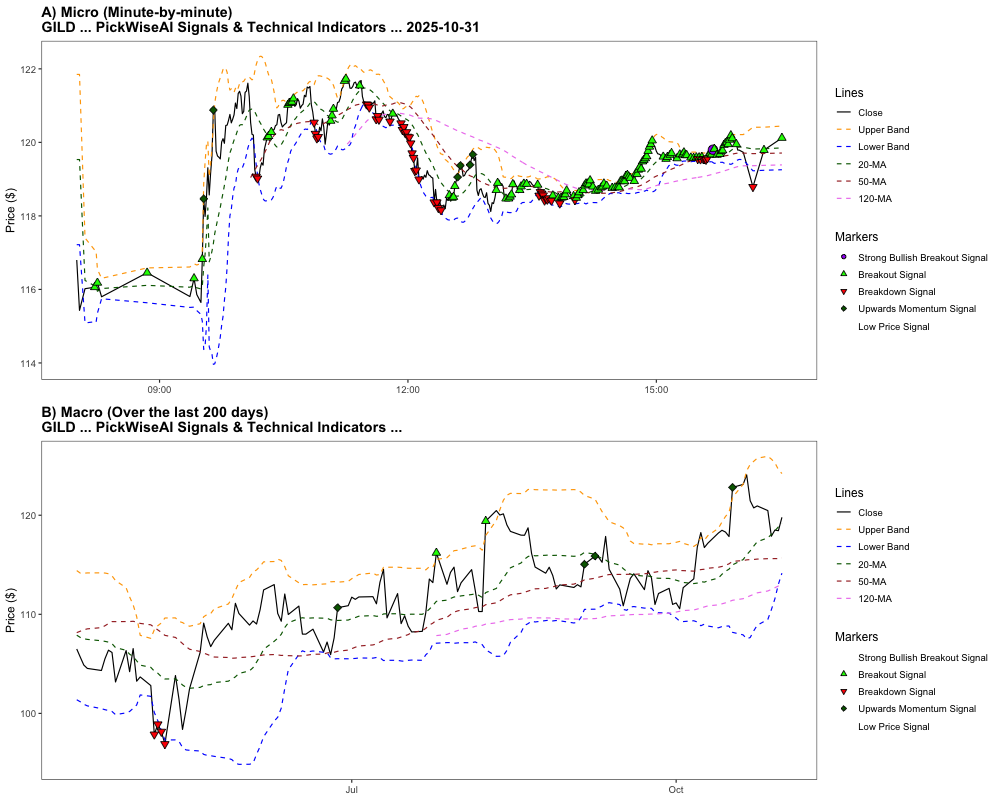 A) Micro (Minute-by-minute)
GILD ... PickWiseAI Signals & Technical Indicators ... 2025-10-31
Price ($)
122
120
118
116
114
09:00
12:00
15:00
Lines
Close
Upper Band
Lower Band
20-MA
50-MA
120-MA
Markers
Strong Bullish Breakout Signal
Breakout Signal
Breakdown Signal
Upwards Momentum Signal
Low Price Signal
B) Macro (Over the last 200 days)
GILD ... PickWiseAI Signals & Technical Indicators ...
Price ($)
120
110
100
Jul
Oct
Lines
Close
Upper Band
Lower Band
20-MA
50-MA
120-MA
Markers
Strong Bullish Breakout Signal
Breakout Signal
Breakdown Signal
Upwards Momentum Signal
Low Price Signal